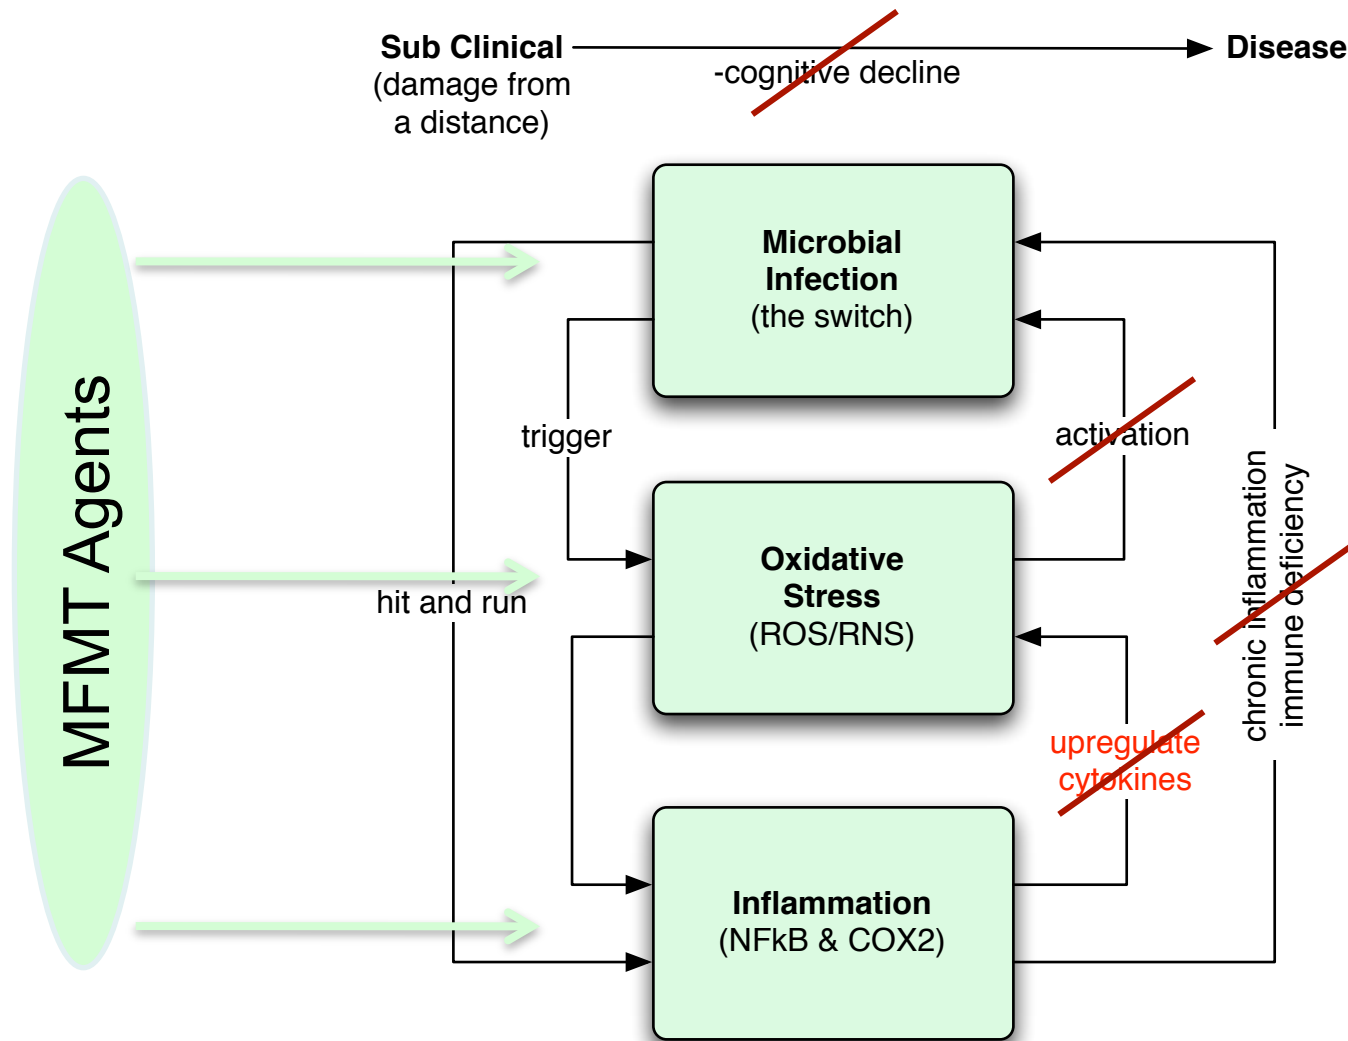 Sub Clinical
(damage from
a distance)
-cognitive decline
Disease
Microbial
Infection
(the switch)
trigger
activation
MFMT Agents
Oxidative
Stress
(ROS/RNS)
hit and run
chronic inflammation
immune deficiency
upregulate
cytokines
Inflammation
(NFkB & COX2)